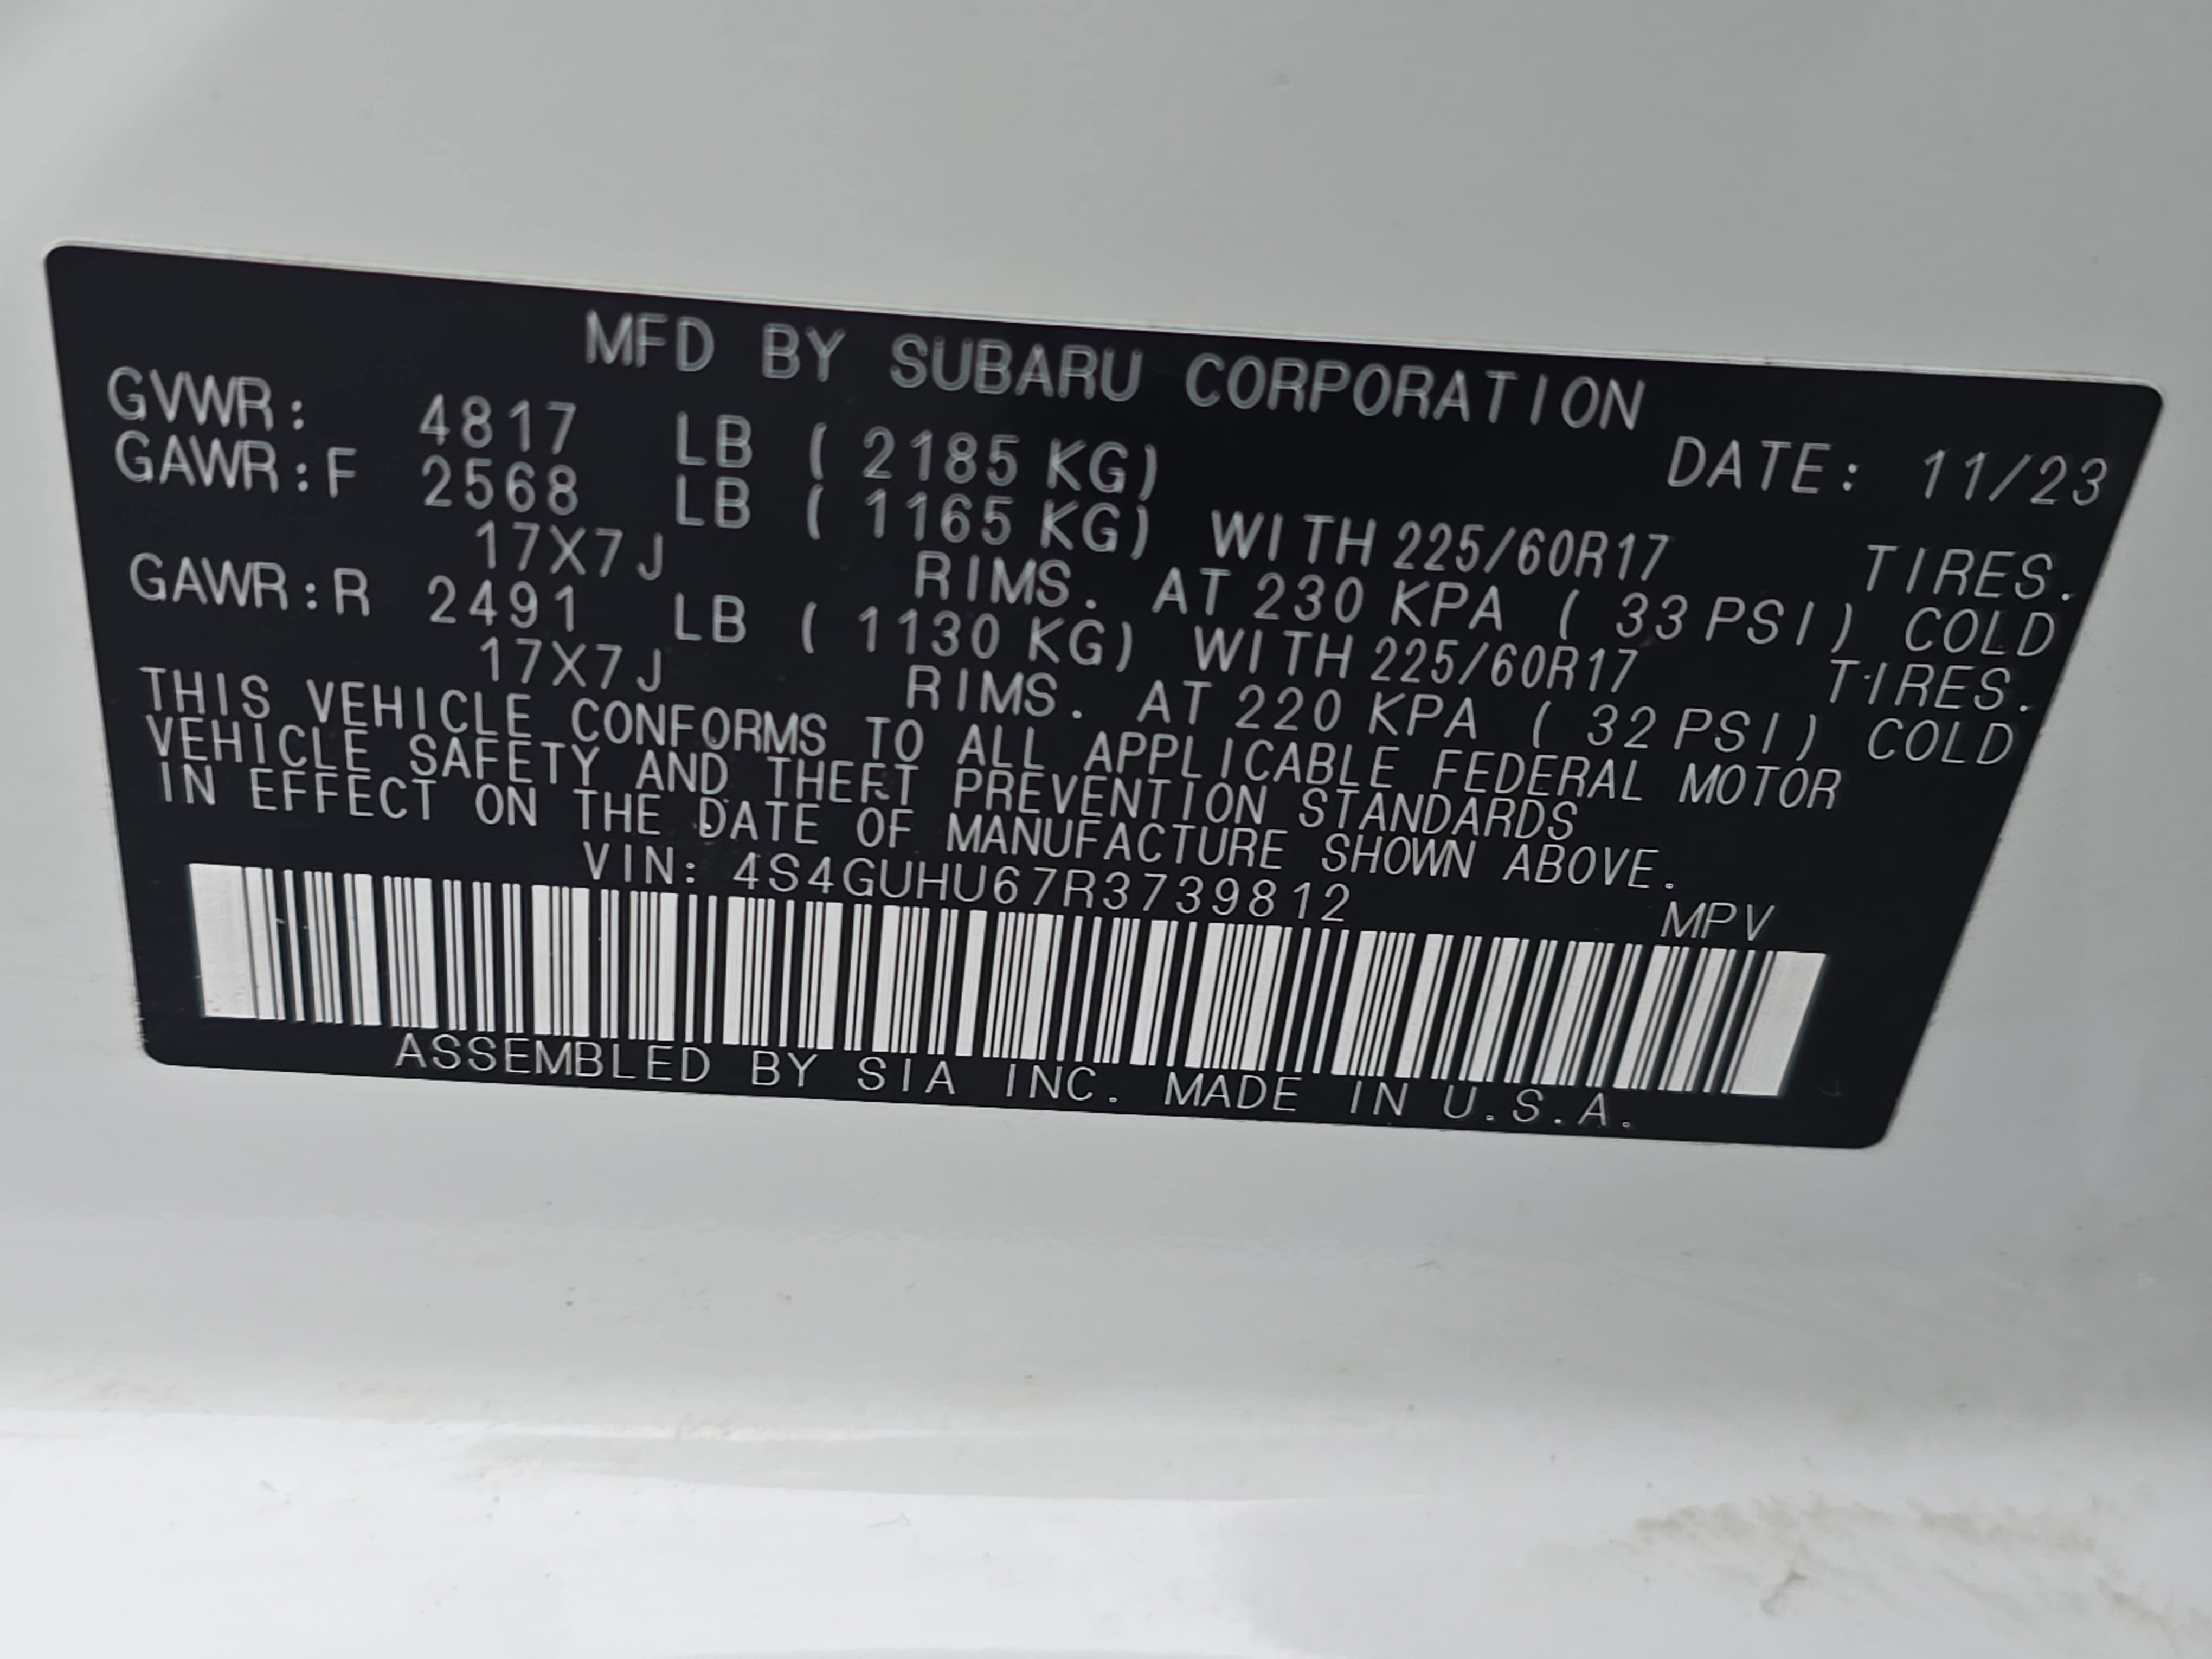 MFD BY SUBARU CORPORATION
GVWR: 4817 LB ( 2185 KG) DATE: 11/23
GAWR:F 2568 LB ( 1165 KG) WITH 225/60R17 TIRES.
17X7J RIMS. AT 230 KPA ( 33 PSI) COLD
GAWR:R 2491 LB ( 1130 KG) WITH 225/60R17 TIRES.
17X7J RIMS. AT 220 KPA ( 32 PSI) COLD
THIS VEHICLE CONFORMS TO ALL APPLICABLE FEDERAL MOTOR
VEHICLE SAFETY AND THEFT PREVENTION STANDARDS
IN EFFECT ON THE DATE OF MANUFACTURE SHOWN ABOVE.
VIN: 4S4GUHU67R3739812 MPV
ASSEMBLED BY SIA INC. MADE IN U.S.A.